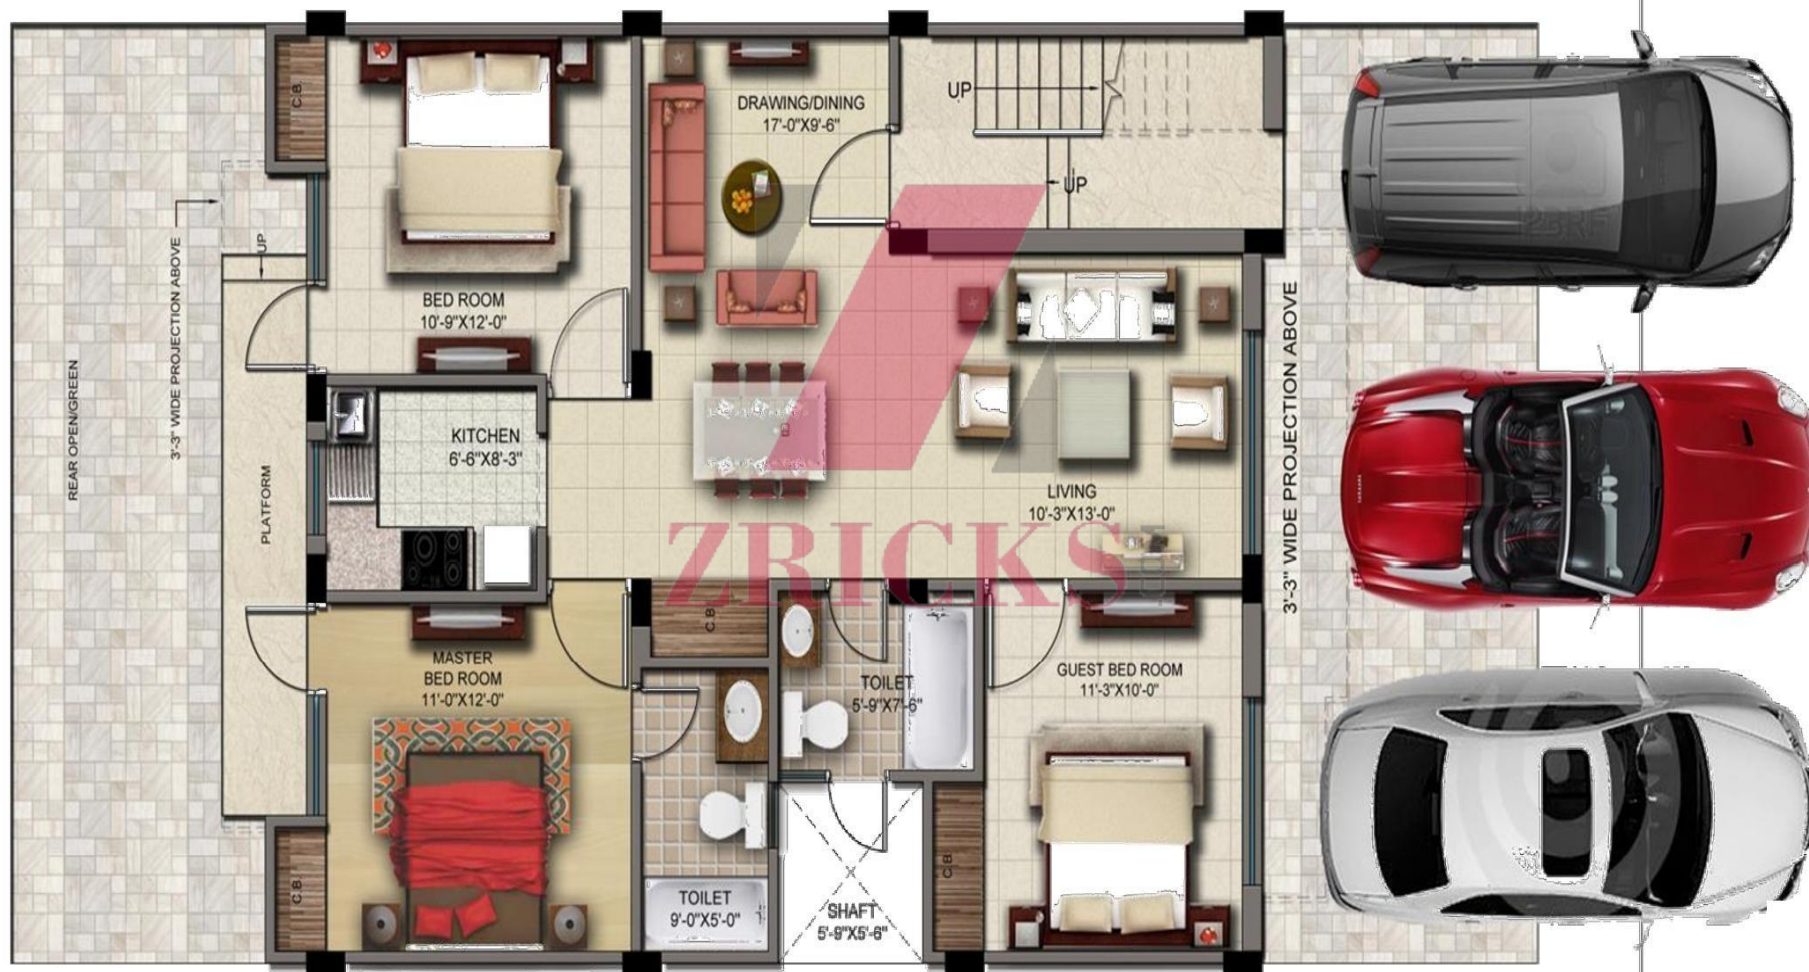 C.B.
DRAWING/DINING
17'-0"X9'-6"
UP
UP
3'-3" WIDE PROJECTION ABOVE
UP
BED ROOM
10'-9"X12'-0"
3'-3" WIDE PROJECTION ABOVE
REAR OPEN/GREEN
PLATFORM
KITCHEN
6'-6"X8'-3"
LIVING
10'-3"X13'-0"
ZRICKS
C.B.
MASTER
BED ROOM
11'-0"X12'-0"
TOILET
5'-9"X7'-6"
GUEST BED ROOM
11'-3"X10'-0"
C.B.
TOILET
9'-0"X5'-0"
SHAFT
5'-9"X5'-6"
C.B.